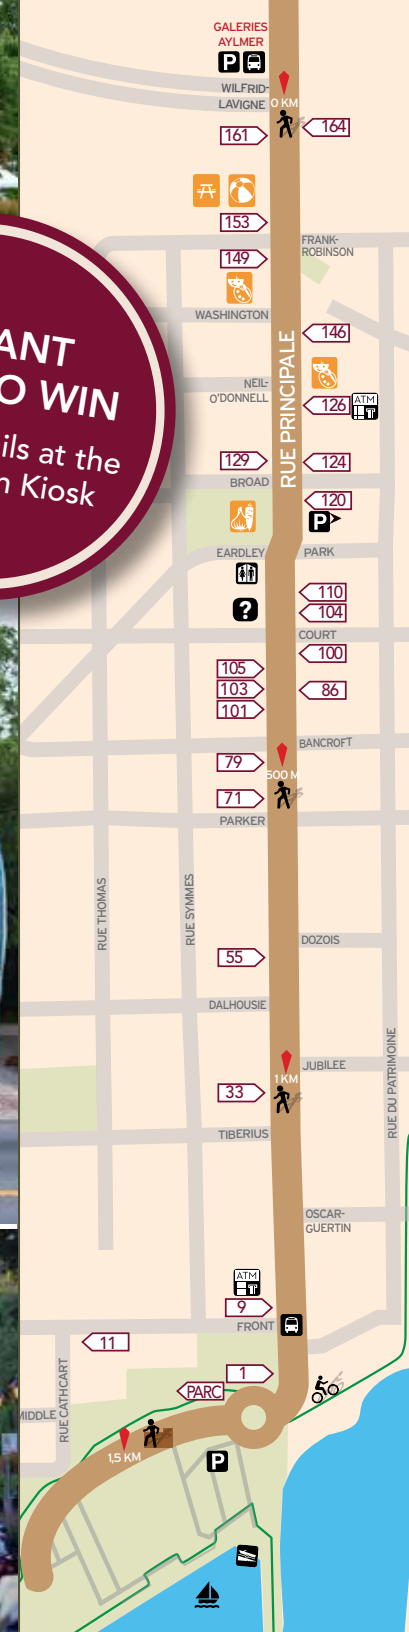 GALERIES
AYLMER
P
WILFRID-
LAVIGNE
0 KM
164
161
153
FRANK-
ROBINSON
149
WASHINGTON
146
RUE PRINCIPALE
NEIL-
O'DONNELL
ATM
126
129
124
BROAD
120
P
EARDLEY
PARK
110
?
104
COURT
100
105
103
86
101
BANCROFT
79
500 M
71
PARKER
RUE THOMAS
RUE SYMMES
DOZOIS
55
DALHOUSIE
RUE DU PATRIMOINE
JUBILEE
1 KM
33
TIBERIUS
OSCAR-
GUERTIN
ATM
9
FRONT
11
RUE CATHCART
1
PARC
MIDDLE
1,5 KM
P
ANT
O WIN
ils at the
n Kiosk